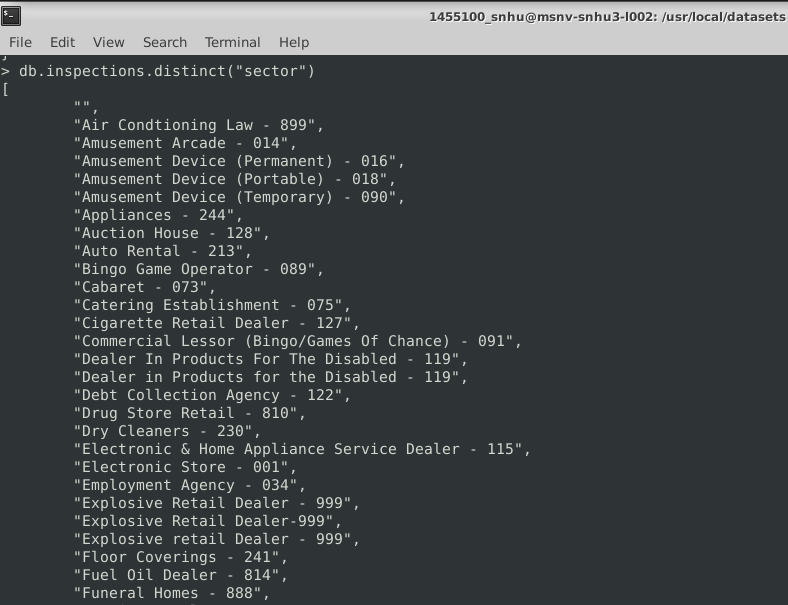 1455100_snhu@msnv-snhu3-l002: /usr/local/datasets
File Edit View Search Terminal Help
> db.inspections.distinct("sector")
[
"",
"Air Condtioning Law - 899",
"Amusement Arcade - 014",
"Amusement Device (Permanent) - 016",
"Amusement Device (Portable) - 018",
"Amusement Device (Temporary) - 090",
"Appliances - 244",
"Auction House - 128",
"Auto Rental - 213",
"Bingo Game Operator - 089",
"Cabaret - 073",
"Catering Establishment - 075",
"Cigarette Retail Dealer - 127",
"Commercial Lessor (Bingo/Games Of Chance) - 091",
"Dealer In Products For The Disabled - 119",
"Dealer in Products for the Disabled - 119",
"Debt Collection Agency - 122",
"Drug Store Retail - 810",
"Dry Cleaners - 230",
"Electronic & Home Appliance Service Dealer - 115",
"Electronic Store - 001",
"Employment Agency - 034",
"Explosive Retail Dealer - 999",
"Explosive Retail Dealer-999",
"Explosive retail Dealer - 999",
"Floor Coverings - 241",
"Fuel Oil Dealer - 814",
"Funeral Homes - 888",